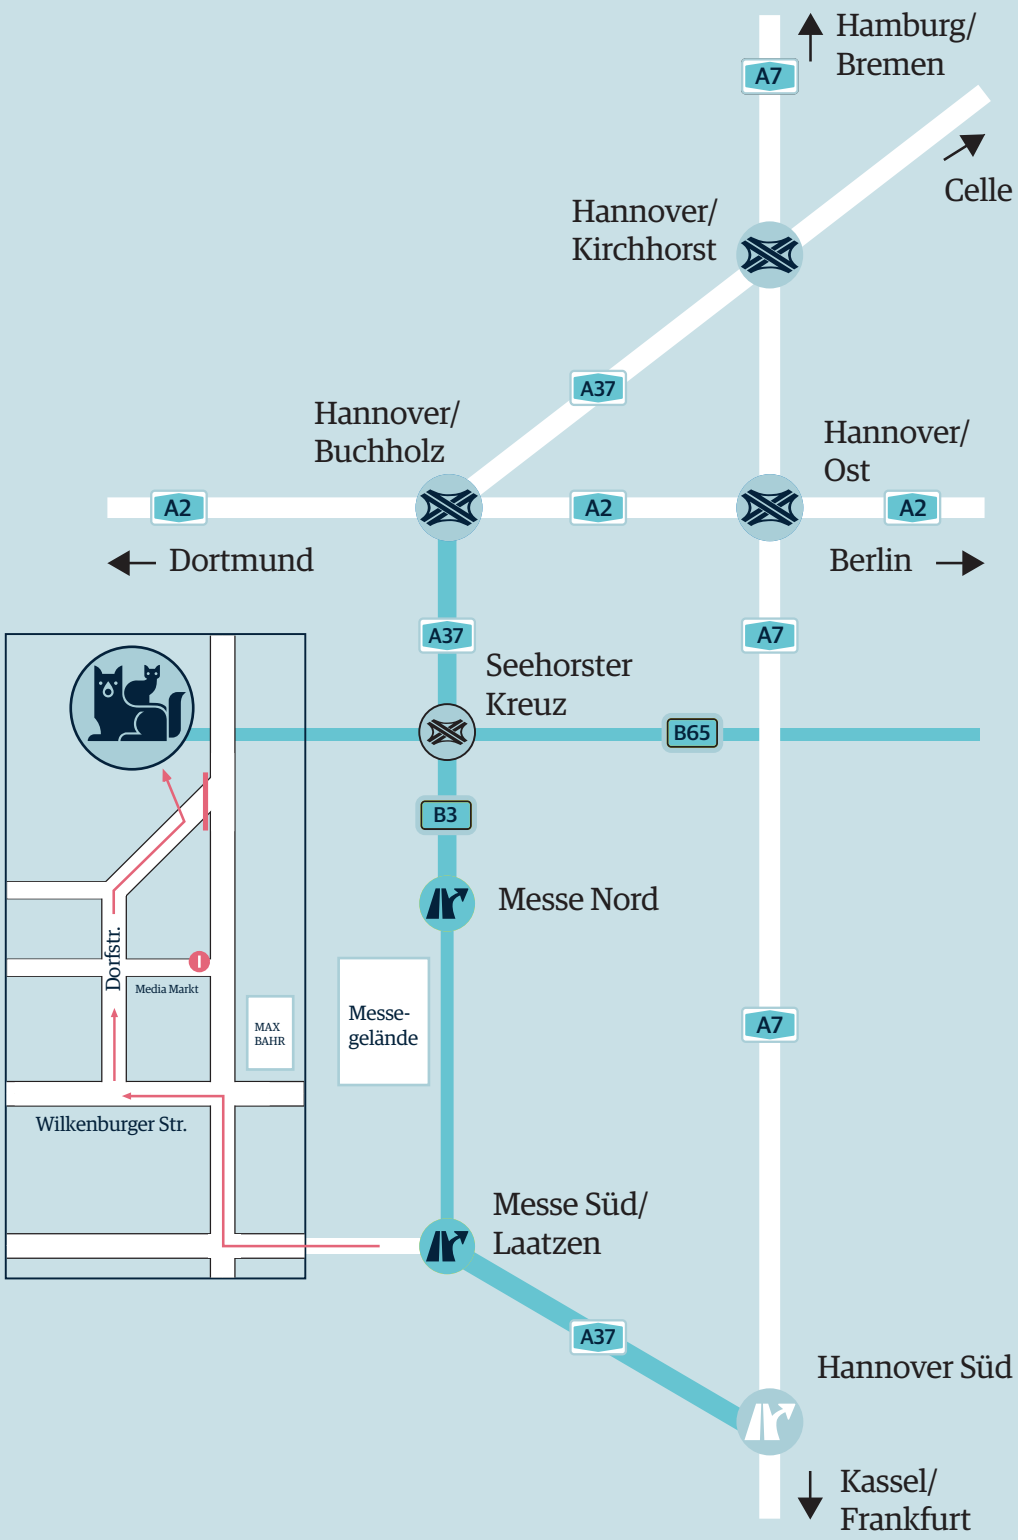 Hamburg/
Bremen
A7
Celle
Hannover/
Kirchhorst
A37
Hannover/
Buchholz
Hannover/
Ost
A2
A2
A2
Dortmund
Berlin
A37
A7
Seehorster
Kreuz
B65
B3
Messe Nord
Dorfstr.
Media Markt
MAX
BAHR
Messe-
gelände
A7
Wilkenburger Str.
Messe Süd/
Laatzen
A37
Hannover Süd
Kassel/
Frankfurt